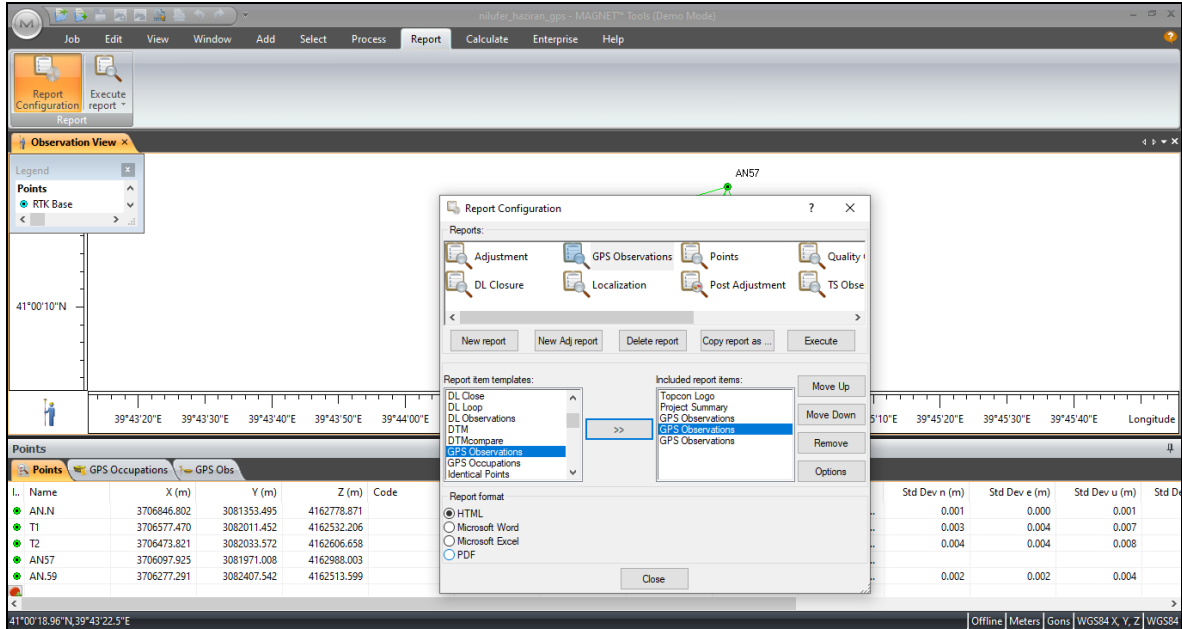 nilufer_haziran_gps - MAGNET™ Tools (Demo Mode)
Job Edit View Window Add Select Process Report Calculate Enterprise Help
Report Configuration
Execute report
Report
Observation View
Legend
Points
RTK Base
AN57
41°00'10"N
39°43'20"E 39°43'30"E 39°43'40"E 39°43'50"E 39°44'00"E 5'10"E 39°45'20"E 39°45'30"E 39°45'40"E Longitude
Report Configuration
Reports:
Adjustment GPS Observations Points Quality
DL Closure Localization Post Adjustment TS Obse
New report New Adj report Delete report Copy report as ... Execute
Report item templates:
DL Close
DL Loop
DL Observations
DTM
DTMcompare
GPS Observations
GPS Occupations
Identical Points
>>
Included report items:
Topcon Logo
Project Summary
GPS Observations
GPS Observations
GPS Observations
Move Up
Move Down
Remove
Options
Report format
HTML
Microsoft Word
Microsoft Excel
PDF
Close
Points
Points GPS Occupations GPS Obs
I.. Name X (m) Y (m) Z (m) Code Std Dev n (m) Std Dev e (m) Std Dev u (m) Std De
AN.N 3706846.802 3081353.495 4162778.871 0.001 0.000 0.001
T1 3706577.470 3082011.452 4162532.206 0.003 0.004 0.007
T2 3706473.821 3082033.572 4162606.658 0.004 0.004 0.008
AN57 3706097.925 3081971.008 4162988.003
AN.59 3706277.291 3082407.542 4162513.599 0.002 0.002 0.004
41°00'18.96"N,39°43'22.5"E Offline Meters Gons WGS84 X, Y, Z WGS84